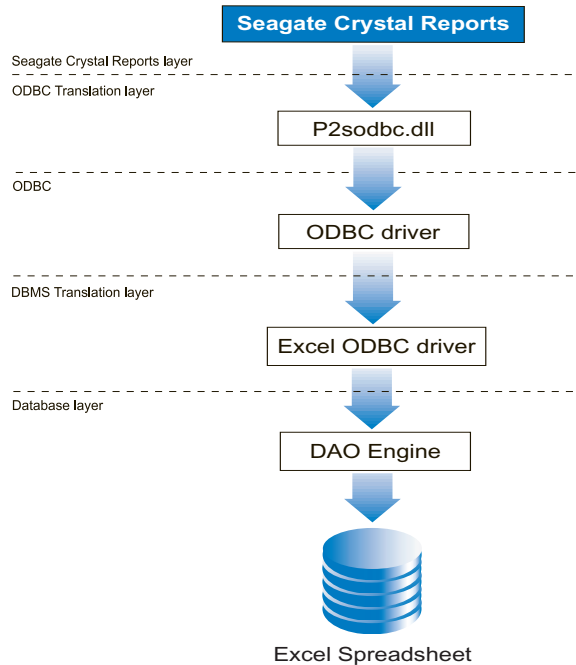 Seagate Crystal Reports
Seagate Crystal Reports layer
ODBC Translation layer
P2sodbc.dll
ODBC
ODBC driver
DBMS Translation layer
Excel ODBC driver
Database layer
DAO Engine
Excel Spreadsheet